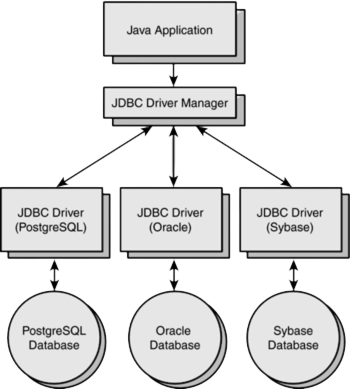 Java Application
JDBC Driver Manager
JDBC Driver
(PostgreSQL)
JDBC Driver
(Oracle)
JDBC Driver
(Sybase)
PostgreSQL
Database
Oracle
Database
Sybase
Database